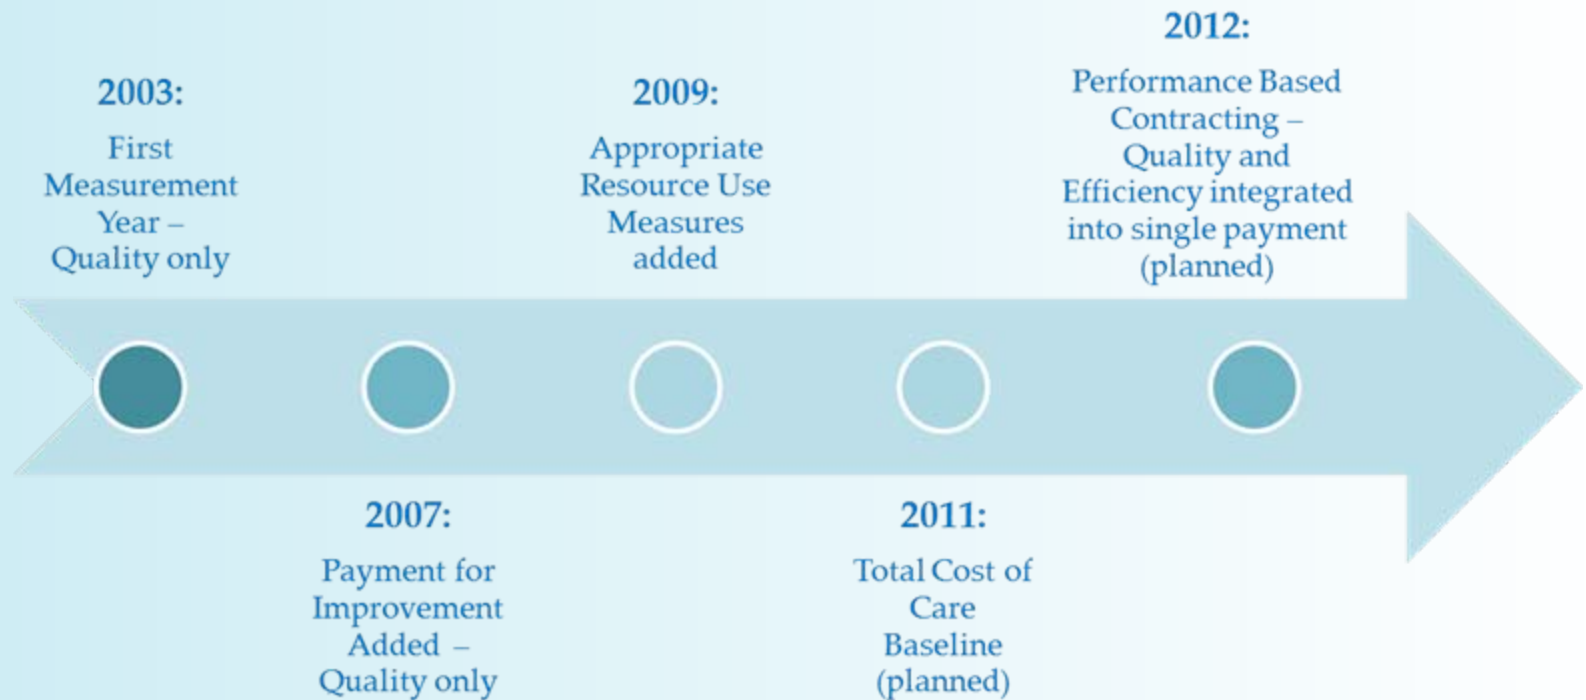 2003:
First
Measurement
Year –
Quality only
2007:
Payment for
Improvement
Added –
Quality only
2009:
Appropriate
Resource Use
Measures
added
2011:
Total Cost of
Care
Baseline
(planned)
2012:
Performance Based
Contracting –
Quality and
Efficiency integrated
into single payment
(planned)